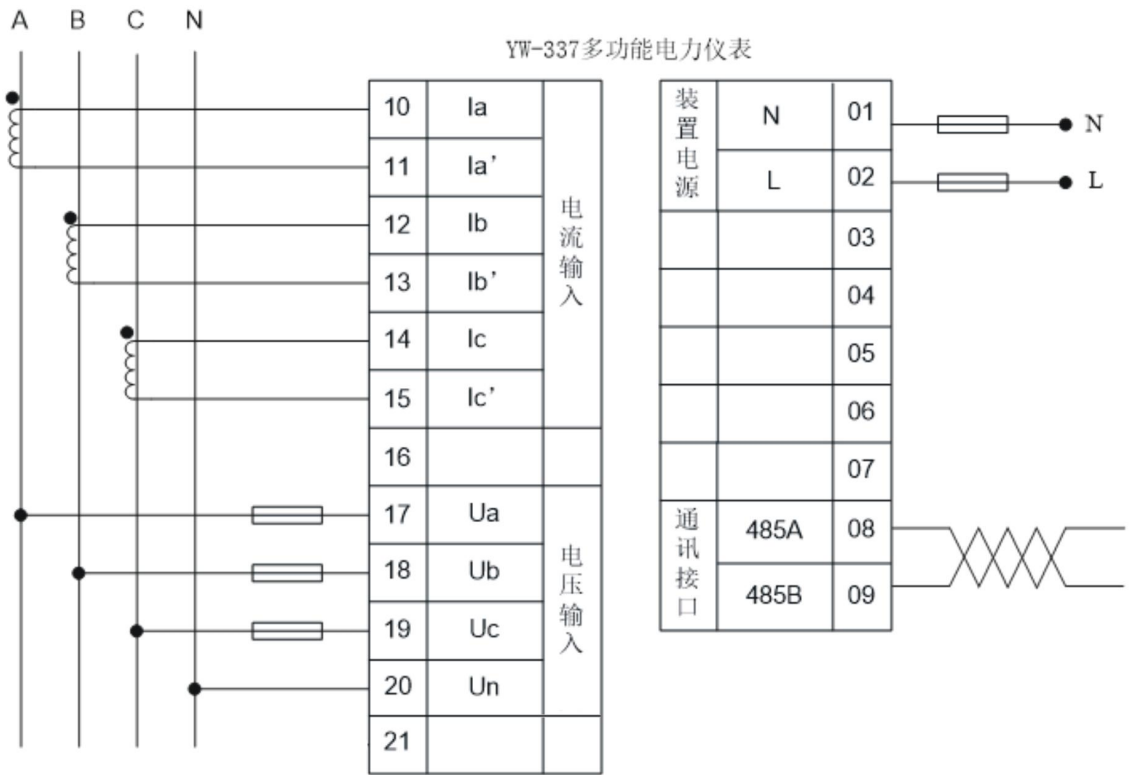 A B C N
YW-337多功能电力仪表
10 Ia
11 Ia’
12 Ib
13 Ib’
14 Ic
15 Ic’
电流输入
16
17 Ua
18 Ub
19 Uc
20 Un
电压输入
21
装置电源
N 01 N
L 02 L
03
04
05
06
07
通讯接口
485A 08
485B 09